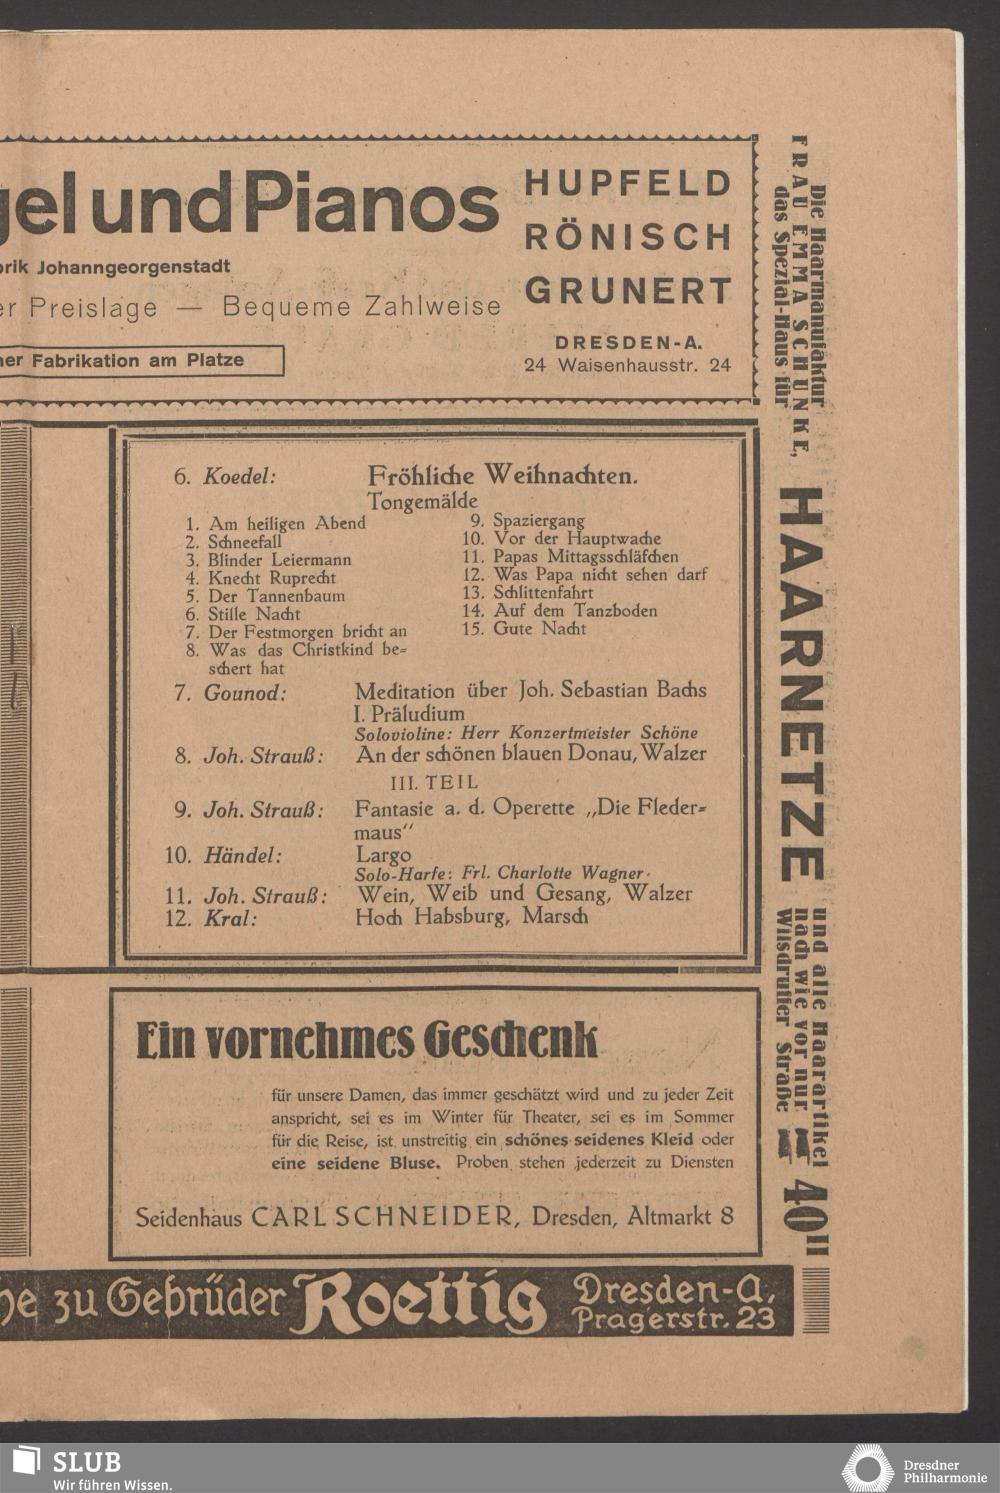 gel und Pianos
HUPFELD
RÖNISCH
GRUNERT
brik Johanngeorgenstadt
er Preislage — Bequeme Zahlweise
DRESDEN-A.
24 Waisenhausstr. 24
ner Fabrikation am Platze
6. Koedel: Fröhliche Weihnachten.
Tongemälde
1. Am heiligen Abend
2. Schneefall
3. Blinder Leiermann
4. Knecht Ruprecht
5. Der Tannenbaum
6. Stille Nacht
7. Der Festmorgen bricht an
8. Was das Christkind be-
schert hat
9. Spaziergang
10. Vor der Hauptwache
11. Papas Mittagsschläfchen
12. Was Papa nicht sehen darf
13. Schlittenfahrt
14. Auf dem Tanzboden
15. Gute Nacht
7. Gounod: Meditation über Joh. Sebastian Bachs
I. Präludium
Solovioline: Herr Konzertmeister Schöne
8. Joh. Strauß: An der schönen blauen Donau, Walzer
III. TEIL
9. Joh. Strauß: Fantasie a. d. Operette „Die Fleder-
maus“
10. Händel: Largo
Solo-Harfe: Frl. Charlotte Wagner.
11. Joh. Strauß: Wein, Weib und Gesang, Walzer
12. Kral: Hoch Habsburg, Marsch
Ein vornehmes Geschenk
für unsere Damen, das immer geschätzt wird und zu jeder Zeit
anspricht, sei es im Winter für Theater, sei es im Sommer
für die Reise, ist unstreitig ein schönes seidenes Kleid oder
eine seidene Bluse. Proben stehen jederzeit zu Diensten
Seidenhaus CARL SCHNEIDER, Dresden, Altmarkt 8
he zu Gebrüder Roettig Dresden-A,
Pragerstr. 23
Die Haarmanufaktur
FRAU EMMA SCHUNKE,
das Spezial-Haus für
HAARNETZE
und alle Haarartikel
nach wie vor nur
Wilsdruffer Straße
40II
SLUB
Wir führen Wissen.
Dresdner
Philharmonie